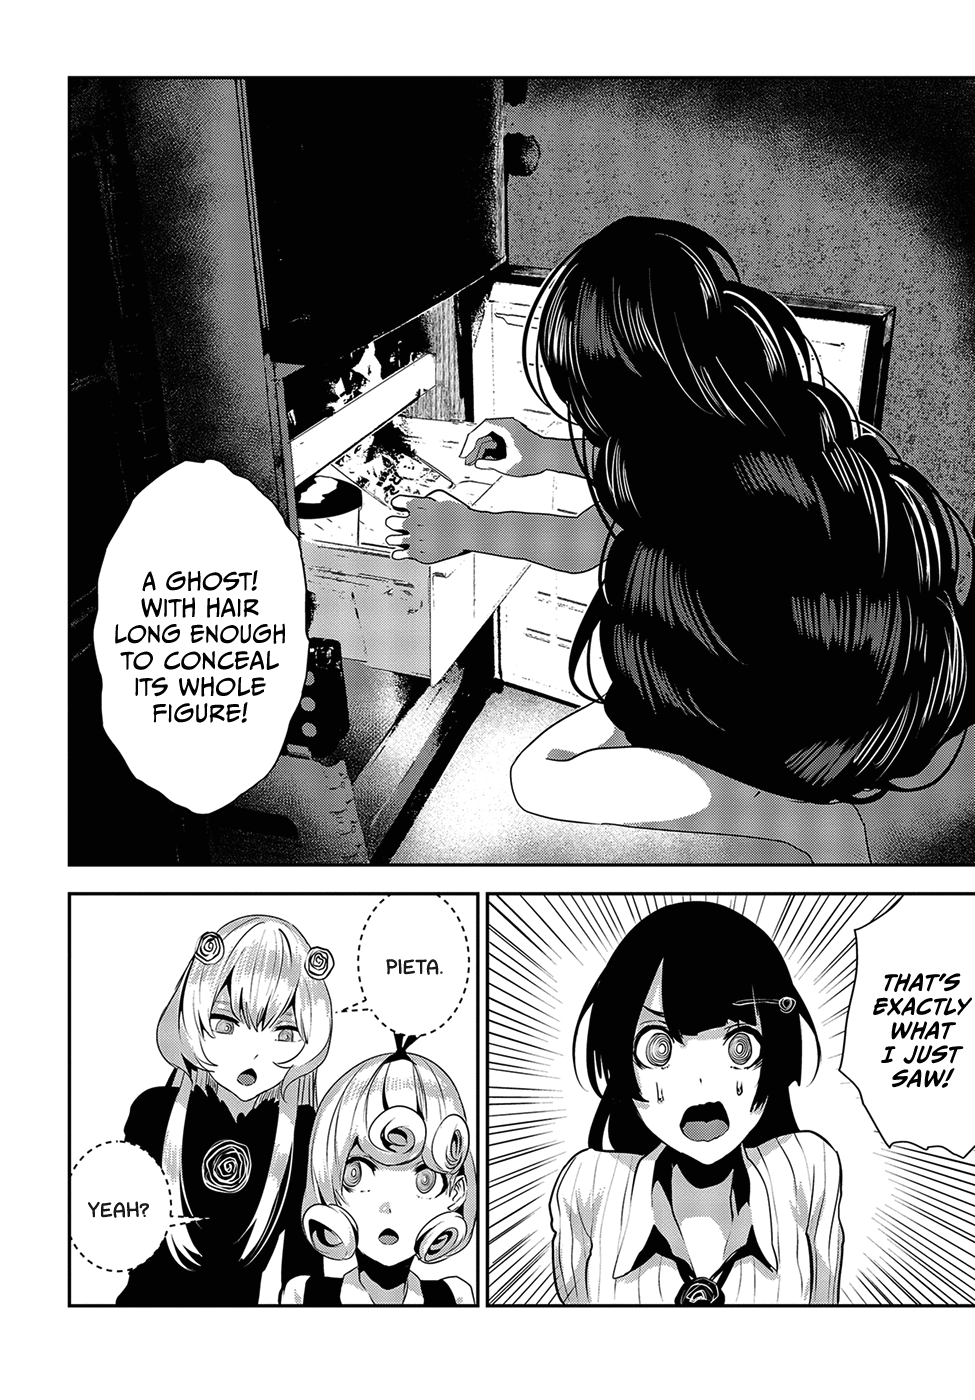 A GHOST!
WITH HAIR
LONG ENOUGH
TO CONCEAL
ITS WHOLE
FIGURE!
THAT'S
EXACTLY
WHAT
I JUST
SAW!
PIETA.
YEAH?